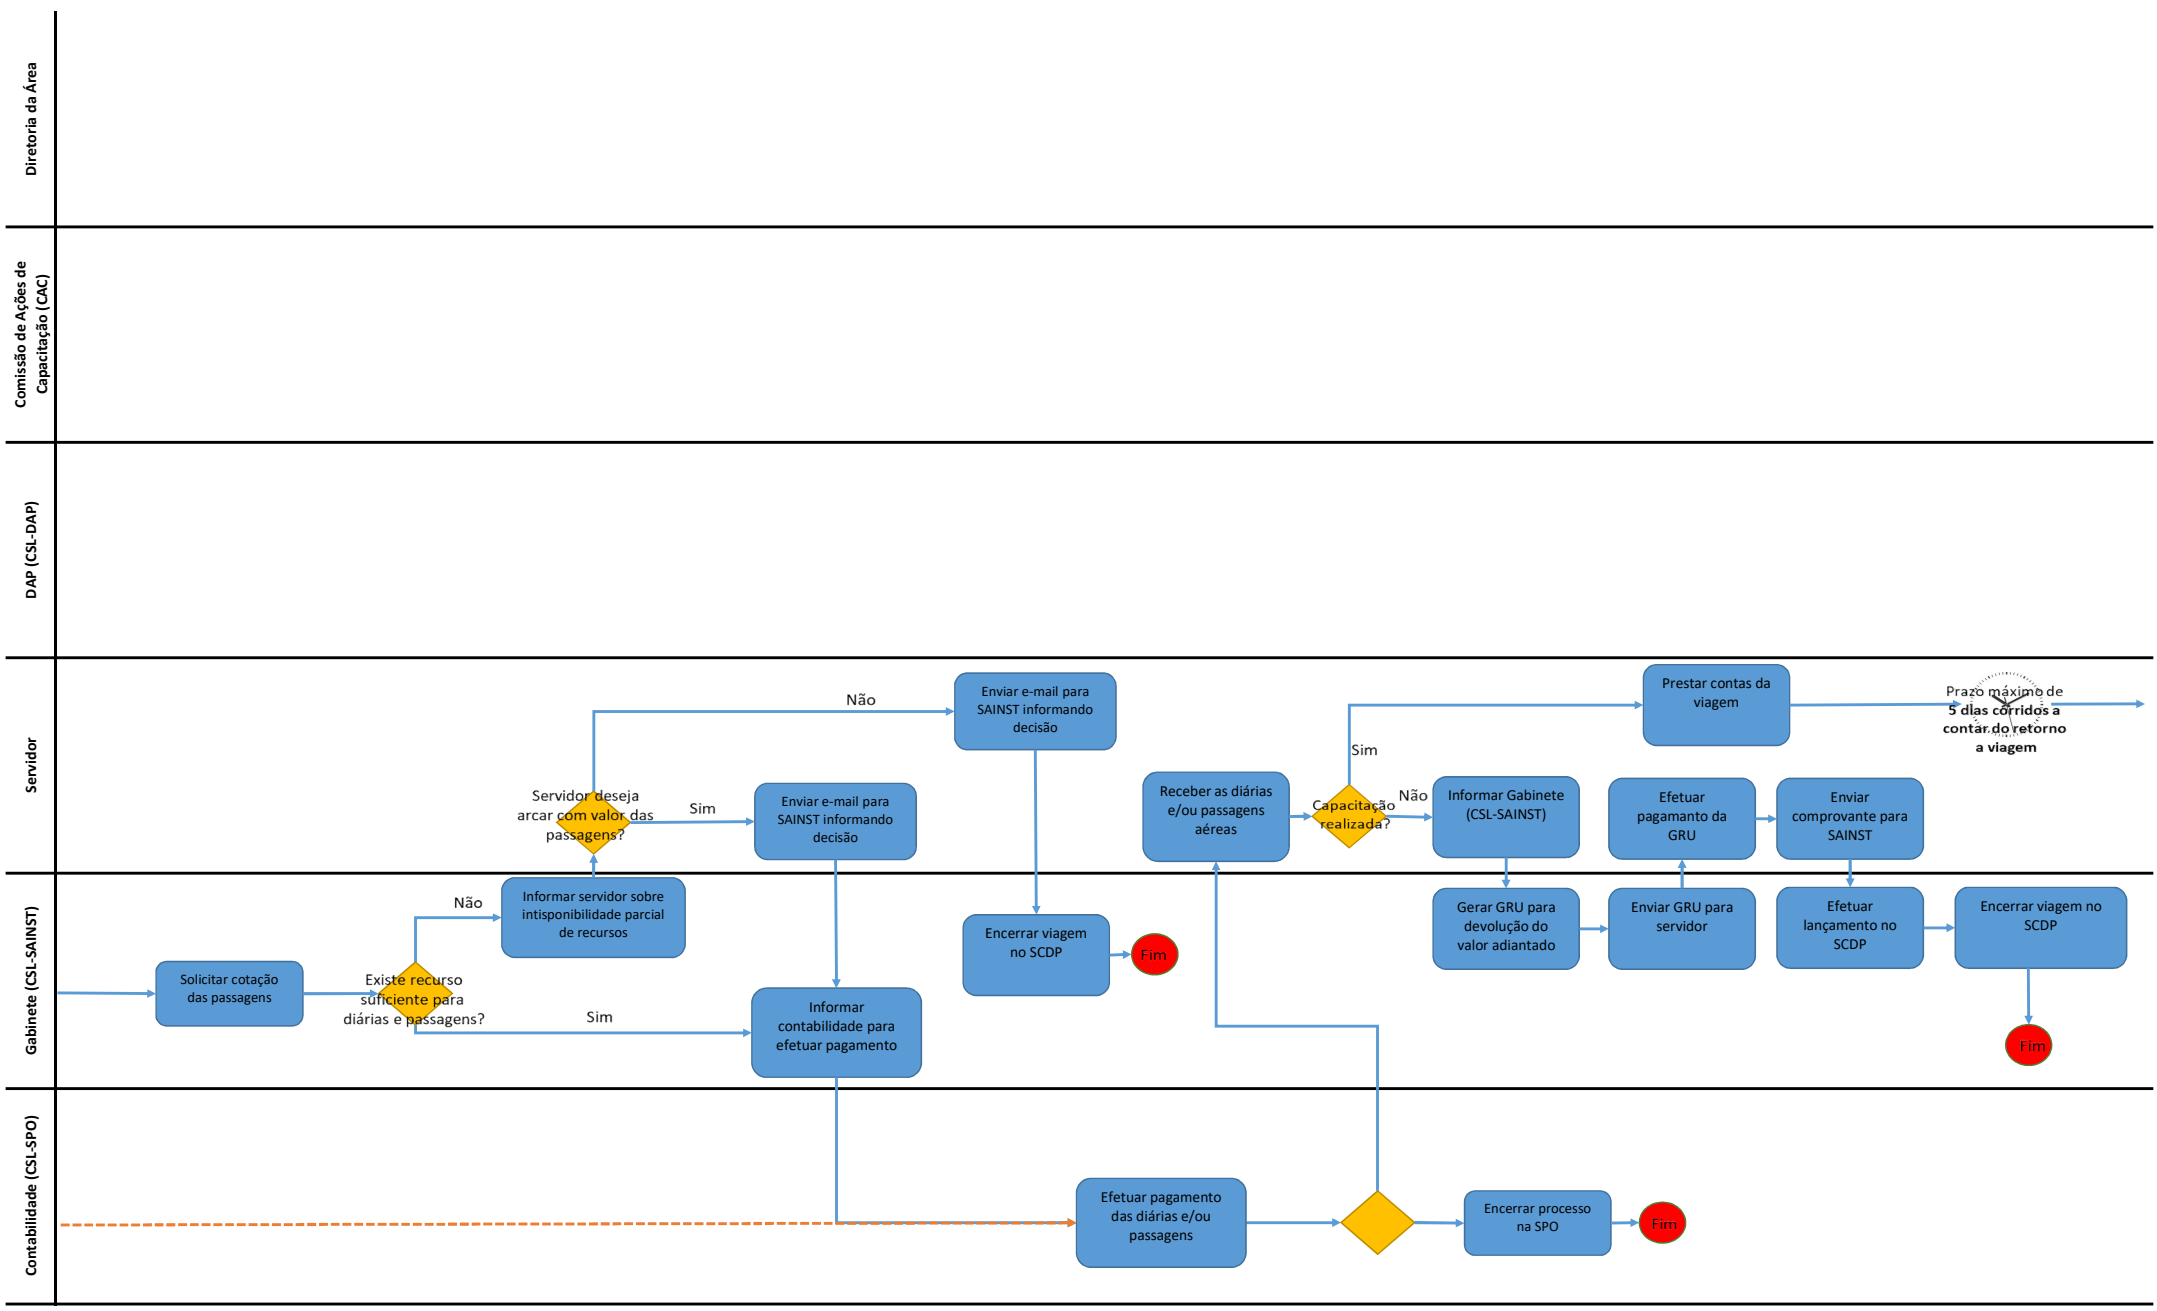 Diretoria da Área
Comissão de Ações de
Capacitação (CAC)
DAP (CSL-DAP)
Servidor
Gabinete (CSL-SAINST)
Contabilidade (CSL-SPO)
Solicitar cotação
das passagens
Existe recurso
suficiente para
diárias e passagens?
Não
Sim
Informar servidor sobre
intisponibilidade parcial
de recursos
Servidor deseja
arcar com valor das
passagens?
Não
Sim
Enviar e-mail para
SAINST informando
decisão
Enviar e-mail para
SAINST informando
decisão
Informar
contabilidade para
efetuar pagamento
Encerrar viagem
no SCDP
Fim
Efetuar pagamento
das diárias e/ou
passagens
Encerrar processo
na SPO
Fim
Receber as diárias
e/ou passagens
aéreas
Capacitação
realizada?
Sim
Não
Prestar contas da
viagem
Prazo máximo de
5 dias corridos a
contar do retorno
a viagem
Informar Gabinete
(CSL-SAINST)
Gerar GRU para
devolução do
valor adiantado
Enviar GRU para
servidor
Efetuar
pagamanto da
GRU
Enviar
comprovante para
SAINST
Efetuar
lançamento no
SCDP
Encerrar viagem no
SCDP
Fim